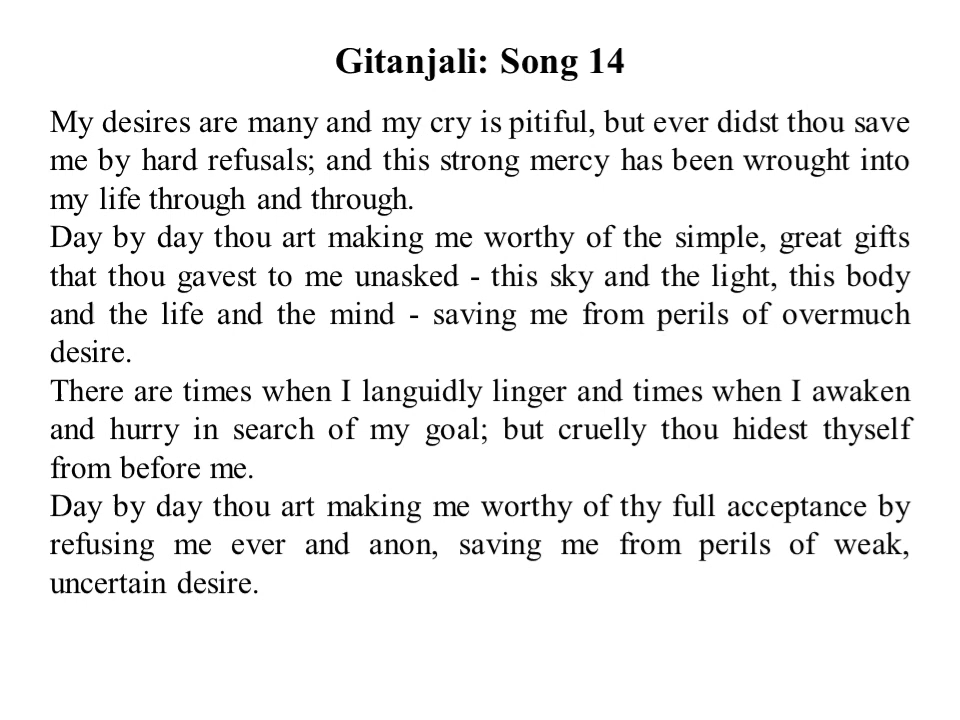 Gitanjali: Song 14
My desires are many and my cry is pitiful, but ever didst thou save
me by hard refusals; and this strong mercy has been wrought into
my life through and through.
Day by day thou art making me worthy of the simple, great gifts
that thou gavest to me unasked - this sky and the light, this body
and the life and the mind - saving me from perils of overmuch
desire.
There are times when I languidly linger and times when I awaken
and hurry in search of my goal; but cruelly thou hidest thyself
from before me.
Day by day thou art making me worthy of thy full acceptance by
refusing me ever and anon, saving me from perils of weak,
uncertain desire.